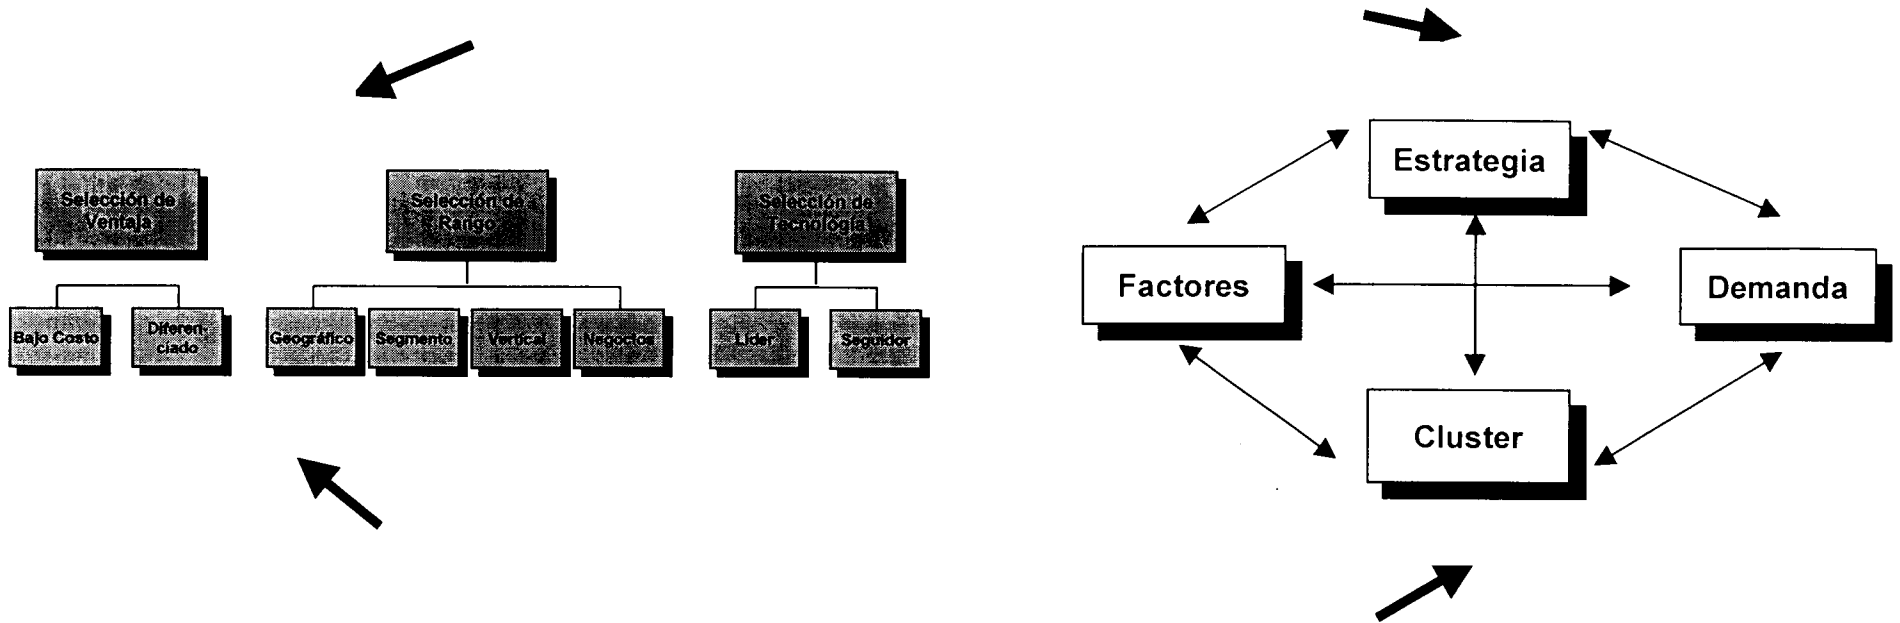 Selección de
Ventaja
Bajo Costo
Diferen-
ciado
Selección de
Rango
Geográfico
Segmento
Vertical
Negocios
Selección de
Tecnología
Líder
Seguidor
Estrategia
Factores
Demanda
Cluster